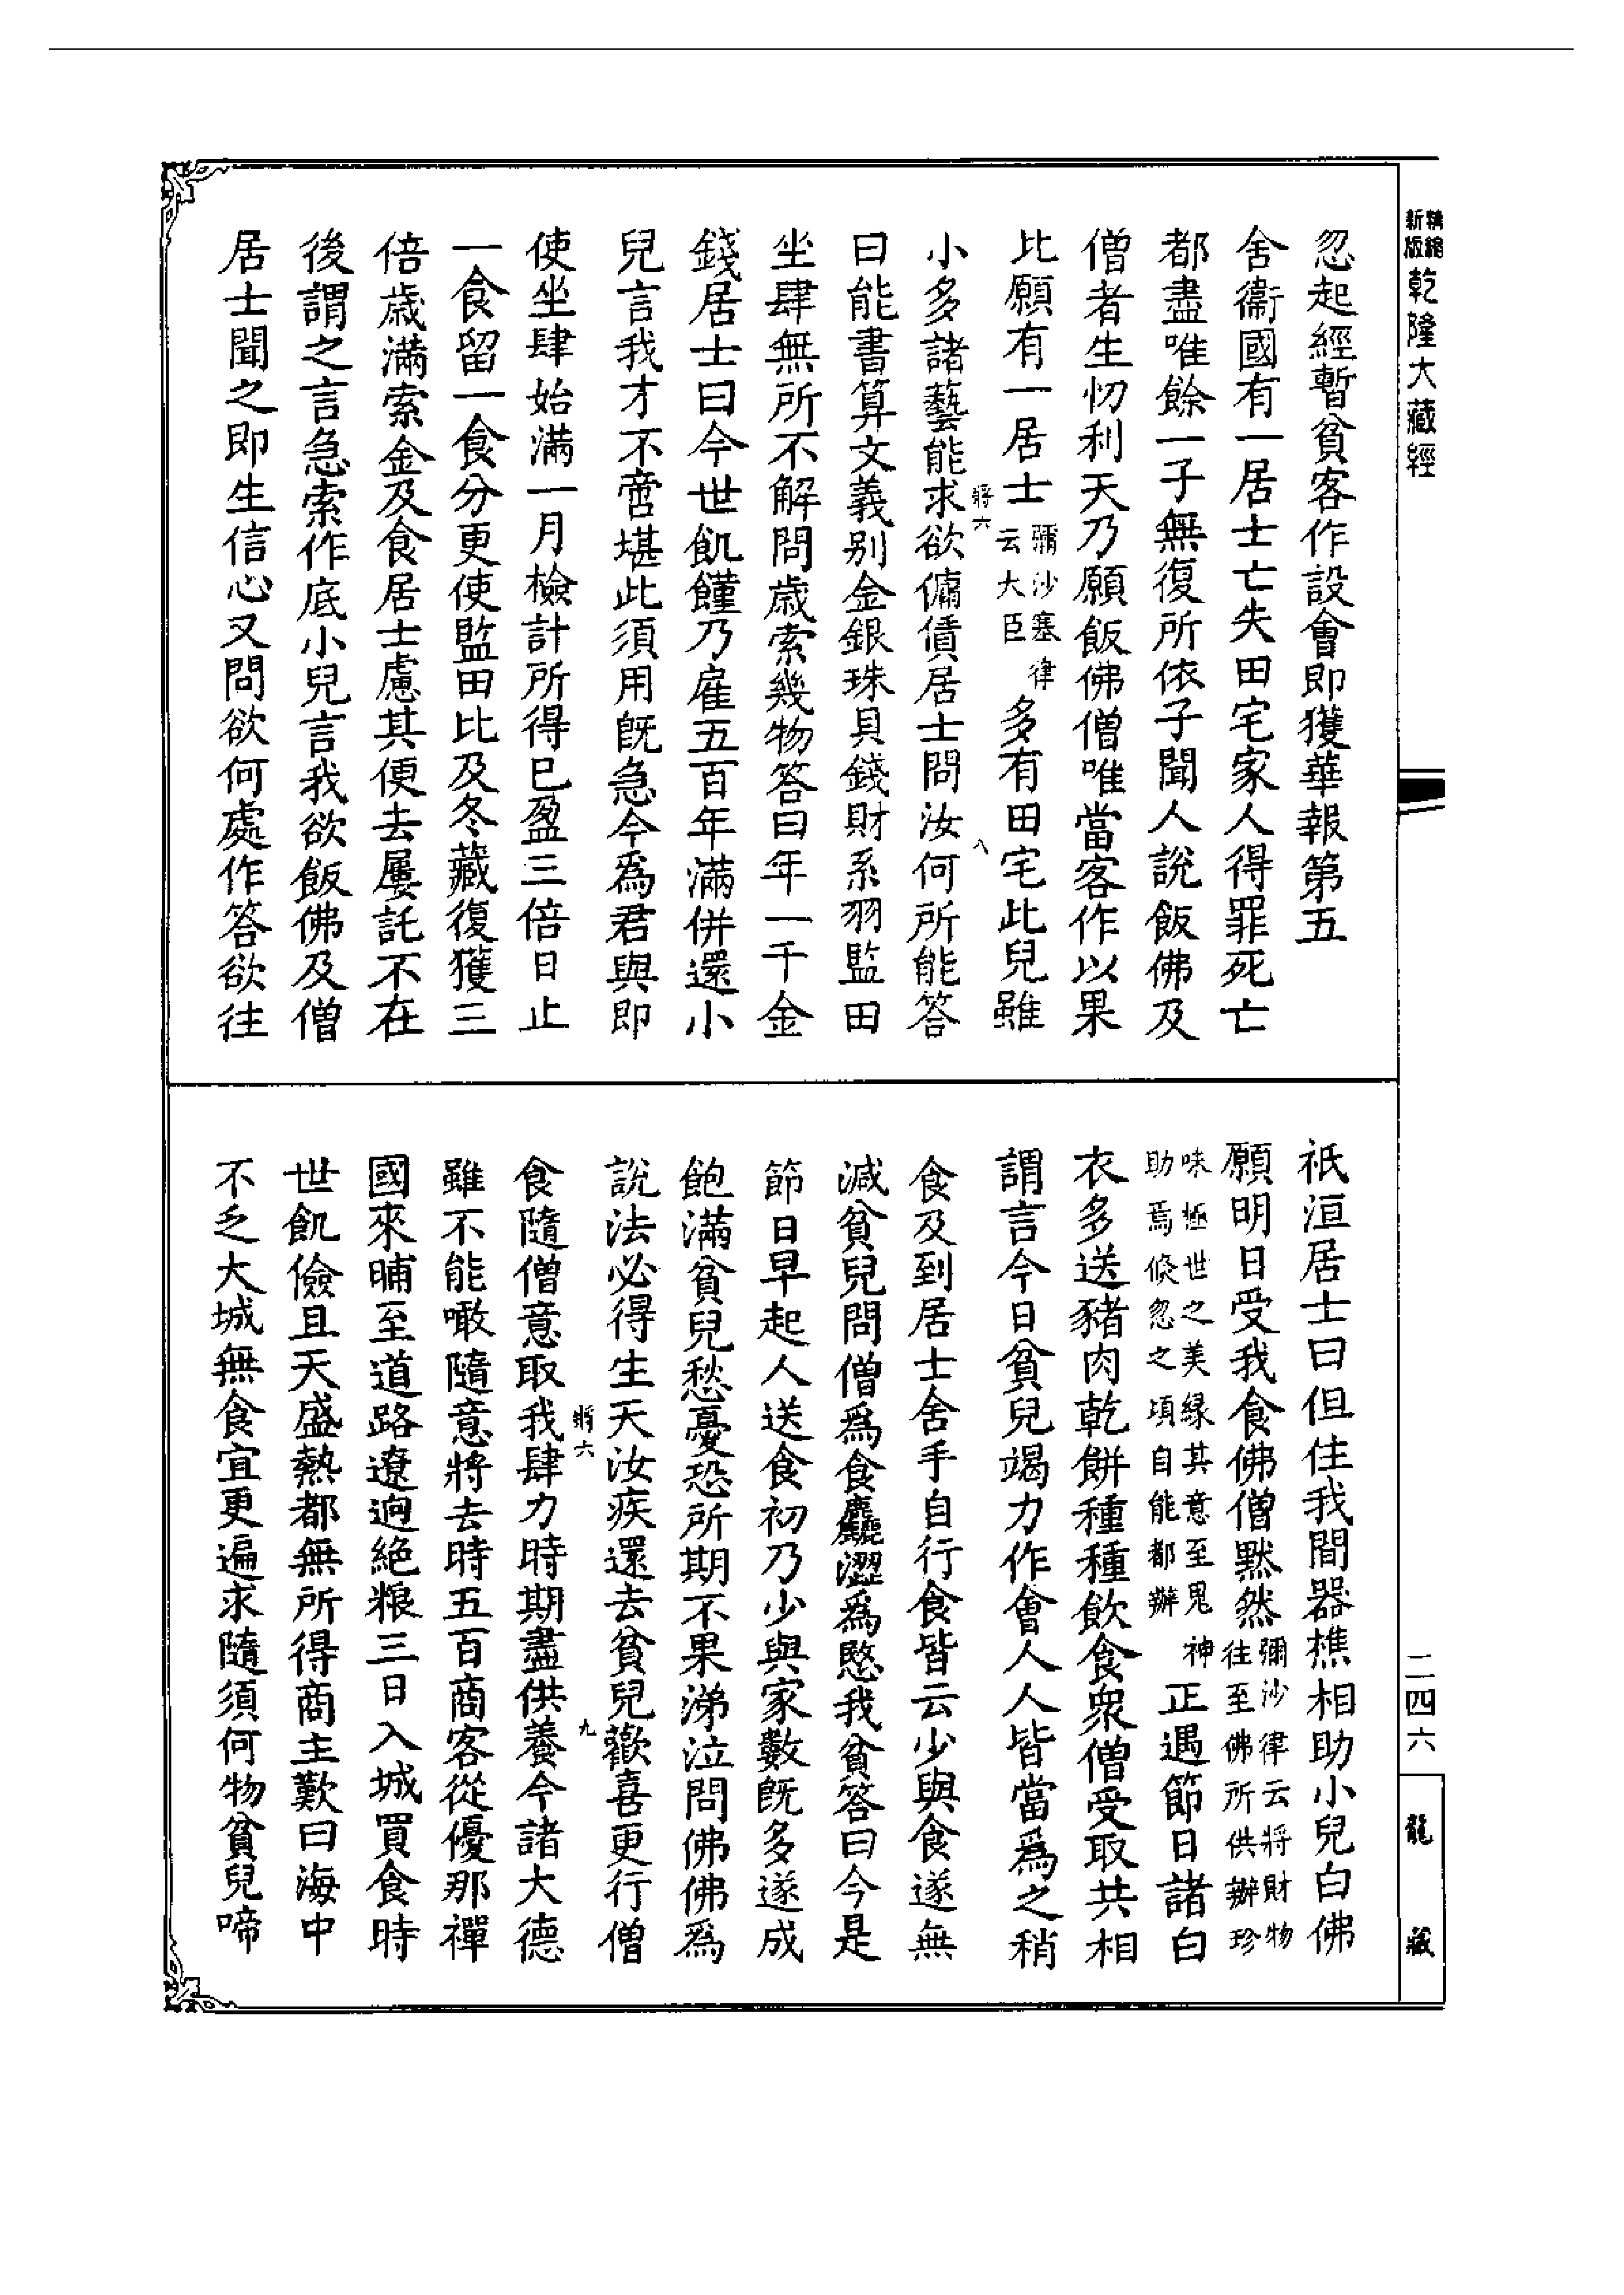 精縮新版
乾隆大藏經
忽起經暫貧客作設會即獲華報第五
舍衞國有一居士亡失田宅家人得罪死亡
都盡唯餘一子無復所依子聞人說飯佛及
僧者生忉利天乃願飯佛僧唯當客作以果
比願有一居士彌沙塞律云大臣多有田宅此兒雖
小多諸藝能求欲傭債居士問汝何所能答
曰能書算文義別金銀珠貝錢財系羽監田
坐肆無所不解問歲索幾物答曰年一千金
錢居士曰今世飢饉乃雇五百年滿併還小
兒言我才不啻堪此須用旣急今爲君與即
使坐肆始滿一月檢計所得已盈三倍日止
一食留一食分更使監田比及冬藏復獲三
倍歲滿索金及食居士慮其便去屢託不在
後謂之言急索作底小兒言我欲飯佛及僧
居士聞之即生信心又問欲何處作答欲往
將六
八
祇洹居士曰但住我間器樵相助小兒白佛
願明日受我食佛僧黙然彌沙律云將財物往至佛所供辦珍
味極世之美緣其意至鬼神助焉倏忽之頃自能都辦正遇節日諸白
衣多送豬肉乾餠種種飲食衆僧受取共相
謂言今日貧兒竭力作會人人皆當爲之稍
食及到居士舍手自行食皆云少與食遂無
減貧兒問僧爲食麤澀爲愍我貧答曰今是
節日早起人送食初乃少與家數旣多遂成
飽滿貧兒愁憂恐所期不果涕泣問佛佛爲
說法必得生天汝疾還去貧兒歡喜更行僧
食隨僧意取我肆力時期盡供養今諸大德
雖不能噉隨意將去時五百商客從優那禪
國來晡至道路遼逈絕粮三日入城買食時
世飢儉且天盛熱都無所得商主歎曰海中
不乏大城無食宜更遍求隨須何物貧兒啼
將六
九
二四六
龍藏